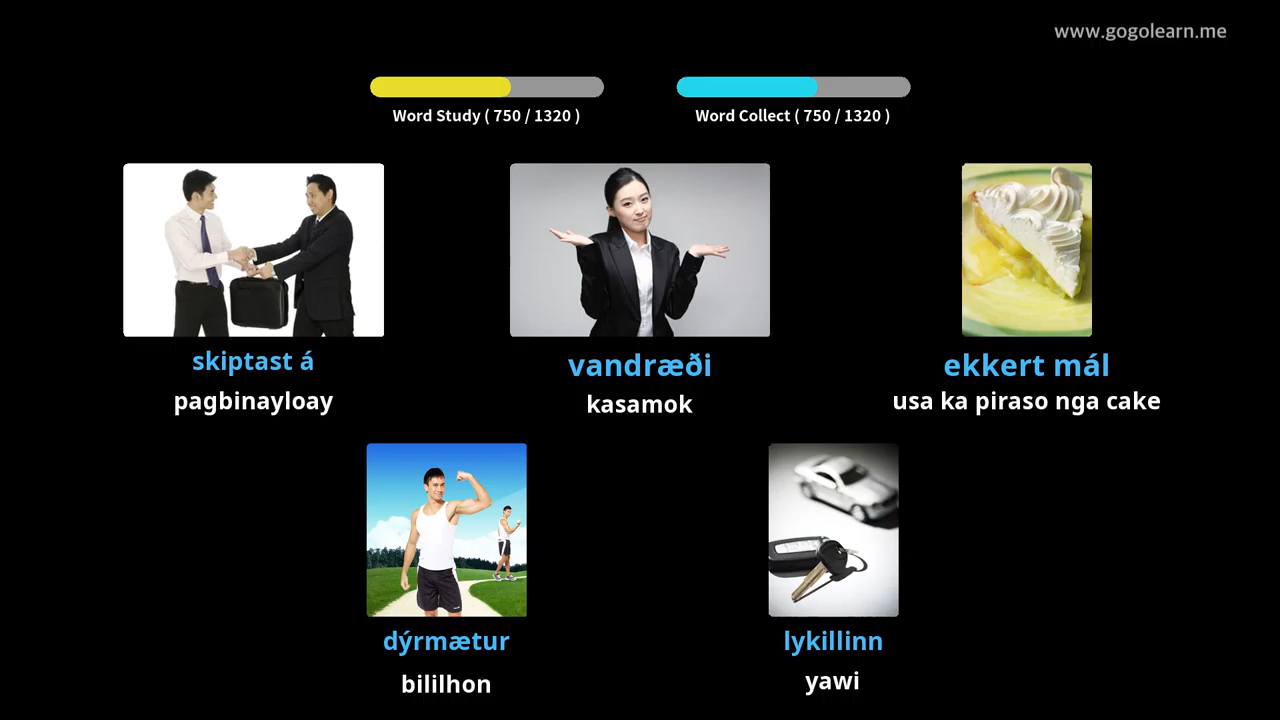 www.gogolearn.me
Word Study ( 750 / 1320 )
Word Collect ( 750 / 1320 )
skiptast á
pagbinayloay
vandræði
kasamok
ekkert mál
usa ka piraso nga cake
dýrmætur
bililhon
lykillinn
yawi